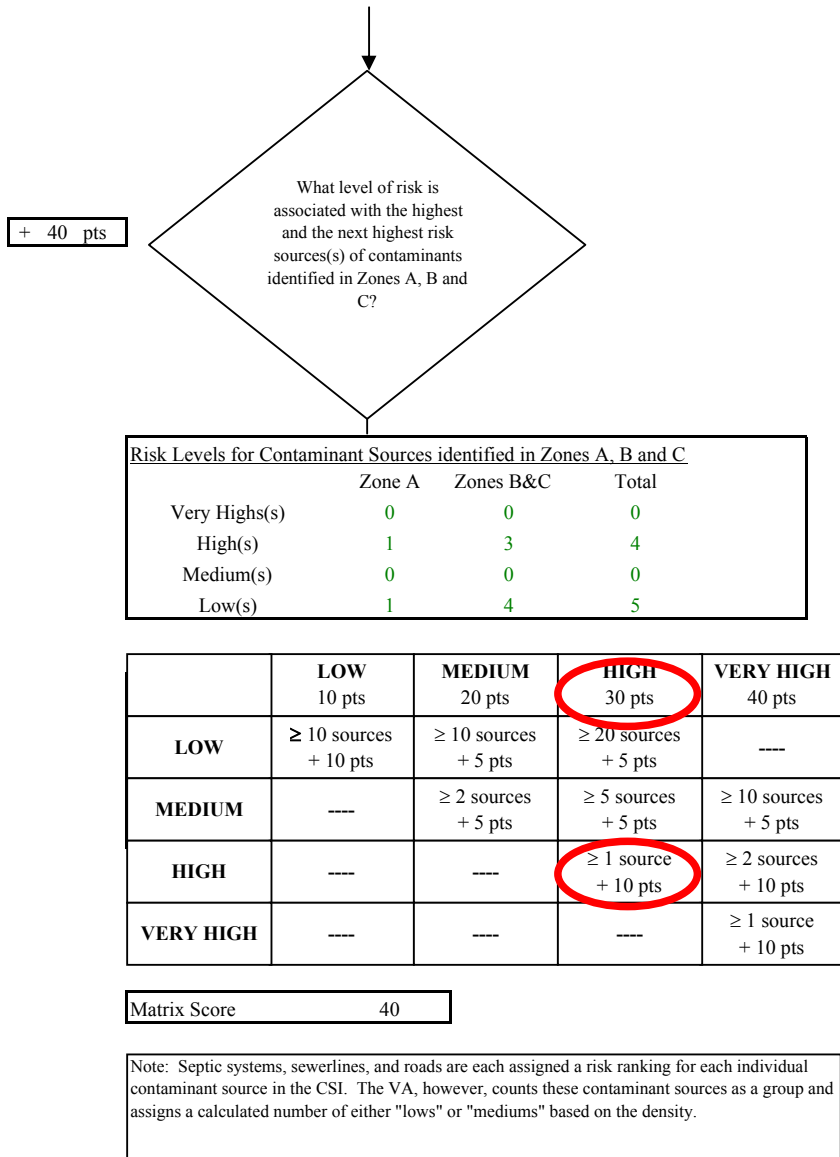 What level of risk is
associated with the highest
and the next highest risk
sources(s) of contaminants
identified in Zones A, B and
C?
+ 40 pts
Risk Levels for Contaminant Sources identified in Zones A, B and C
Zone A Zones B&C Total
Very Highs(s) 0 0 0
High(s) 1 3 4
Medium(s) 0 0 0
Low(s) 1 4 5
LOW MEDIUM HIGH VERY HIGH
10 pts 20 pts 30 pts 40 pts
LOW ≥ 10 sources ≥ 10 sources ≥ 20 sources ----
+ 10 pts + 5 pts + 5 pts
MEDIUM ---- ≥ 2 sources ≥ 5 sources ≥ 10 sources
+ 5 pts + 5 pts + 5 pts
HIGH ---- ---- ≥ 1 source ≥ 2 sources
+ 10 pts + 10 pts
VERY HIGH ---- ---- ---- ≥ 1 source
+ 10 pts
Matrix Score 40
Note: Septic systems, sewerlines, and roads are each assigned a risk ranking for each individual
contaminant source in the CSI. The VA, however, counts these contaminant sources as a group and
assigns a calculated number of either "lows" or "mediums" based on the density.